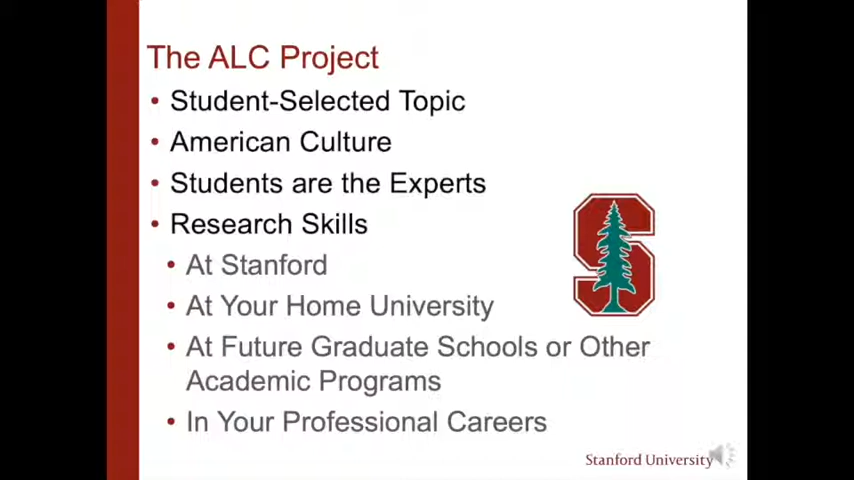 The ALC Project
• Student-Selected Topic
• American Culture
• Students are the Experts
• Research Skills
• At Stanford
• At Your Home University
• At Future Graduate Schools or Other
Academic Programs
• In Your Professional Careers
S
Stanford University